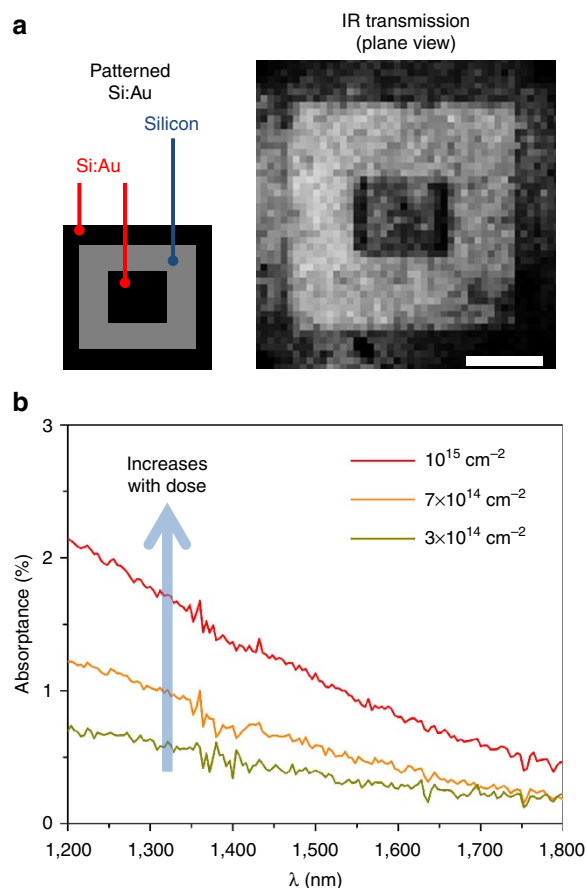 a
IR transmission
(plane view)
Patterned
Si:Au
Silicon
Si:Au
b
3
2
1
0
Absorptance (%)
Increases
with dose
10¹⁵ cm⁻²
7×10¹⁴ cm⁻²
3×10¹⁴ cm⁻²
1,200 1,300 1,400 1,500 1,600 1,700 1,800
λ (nm)